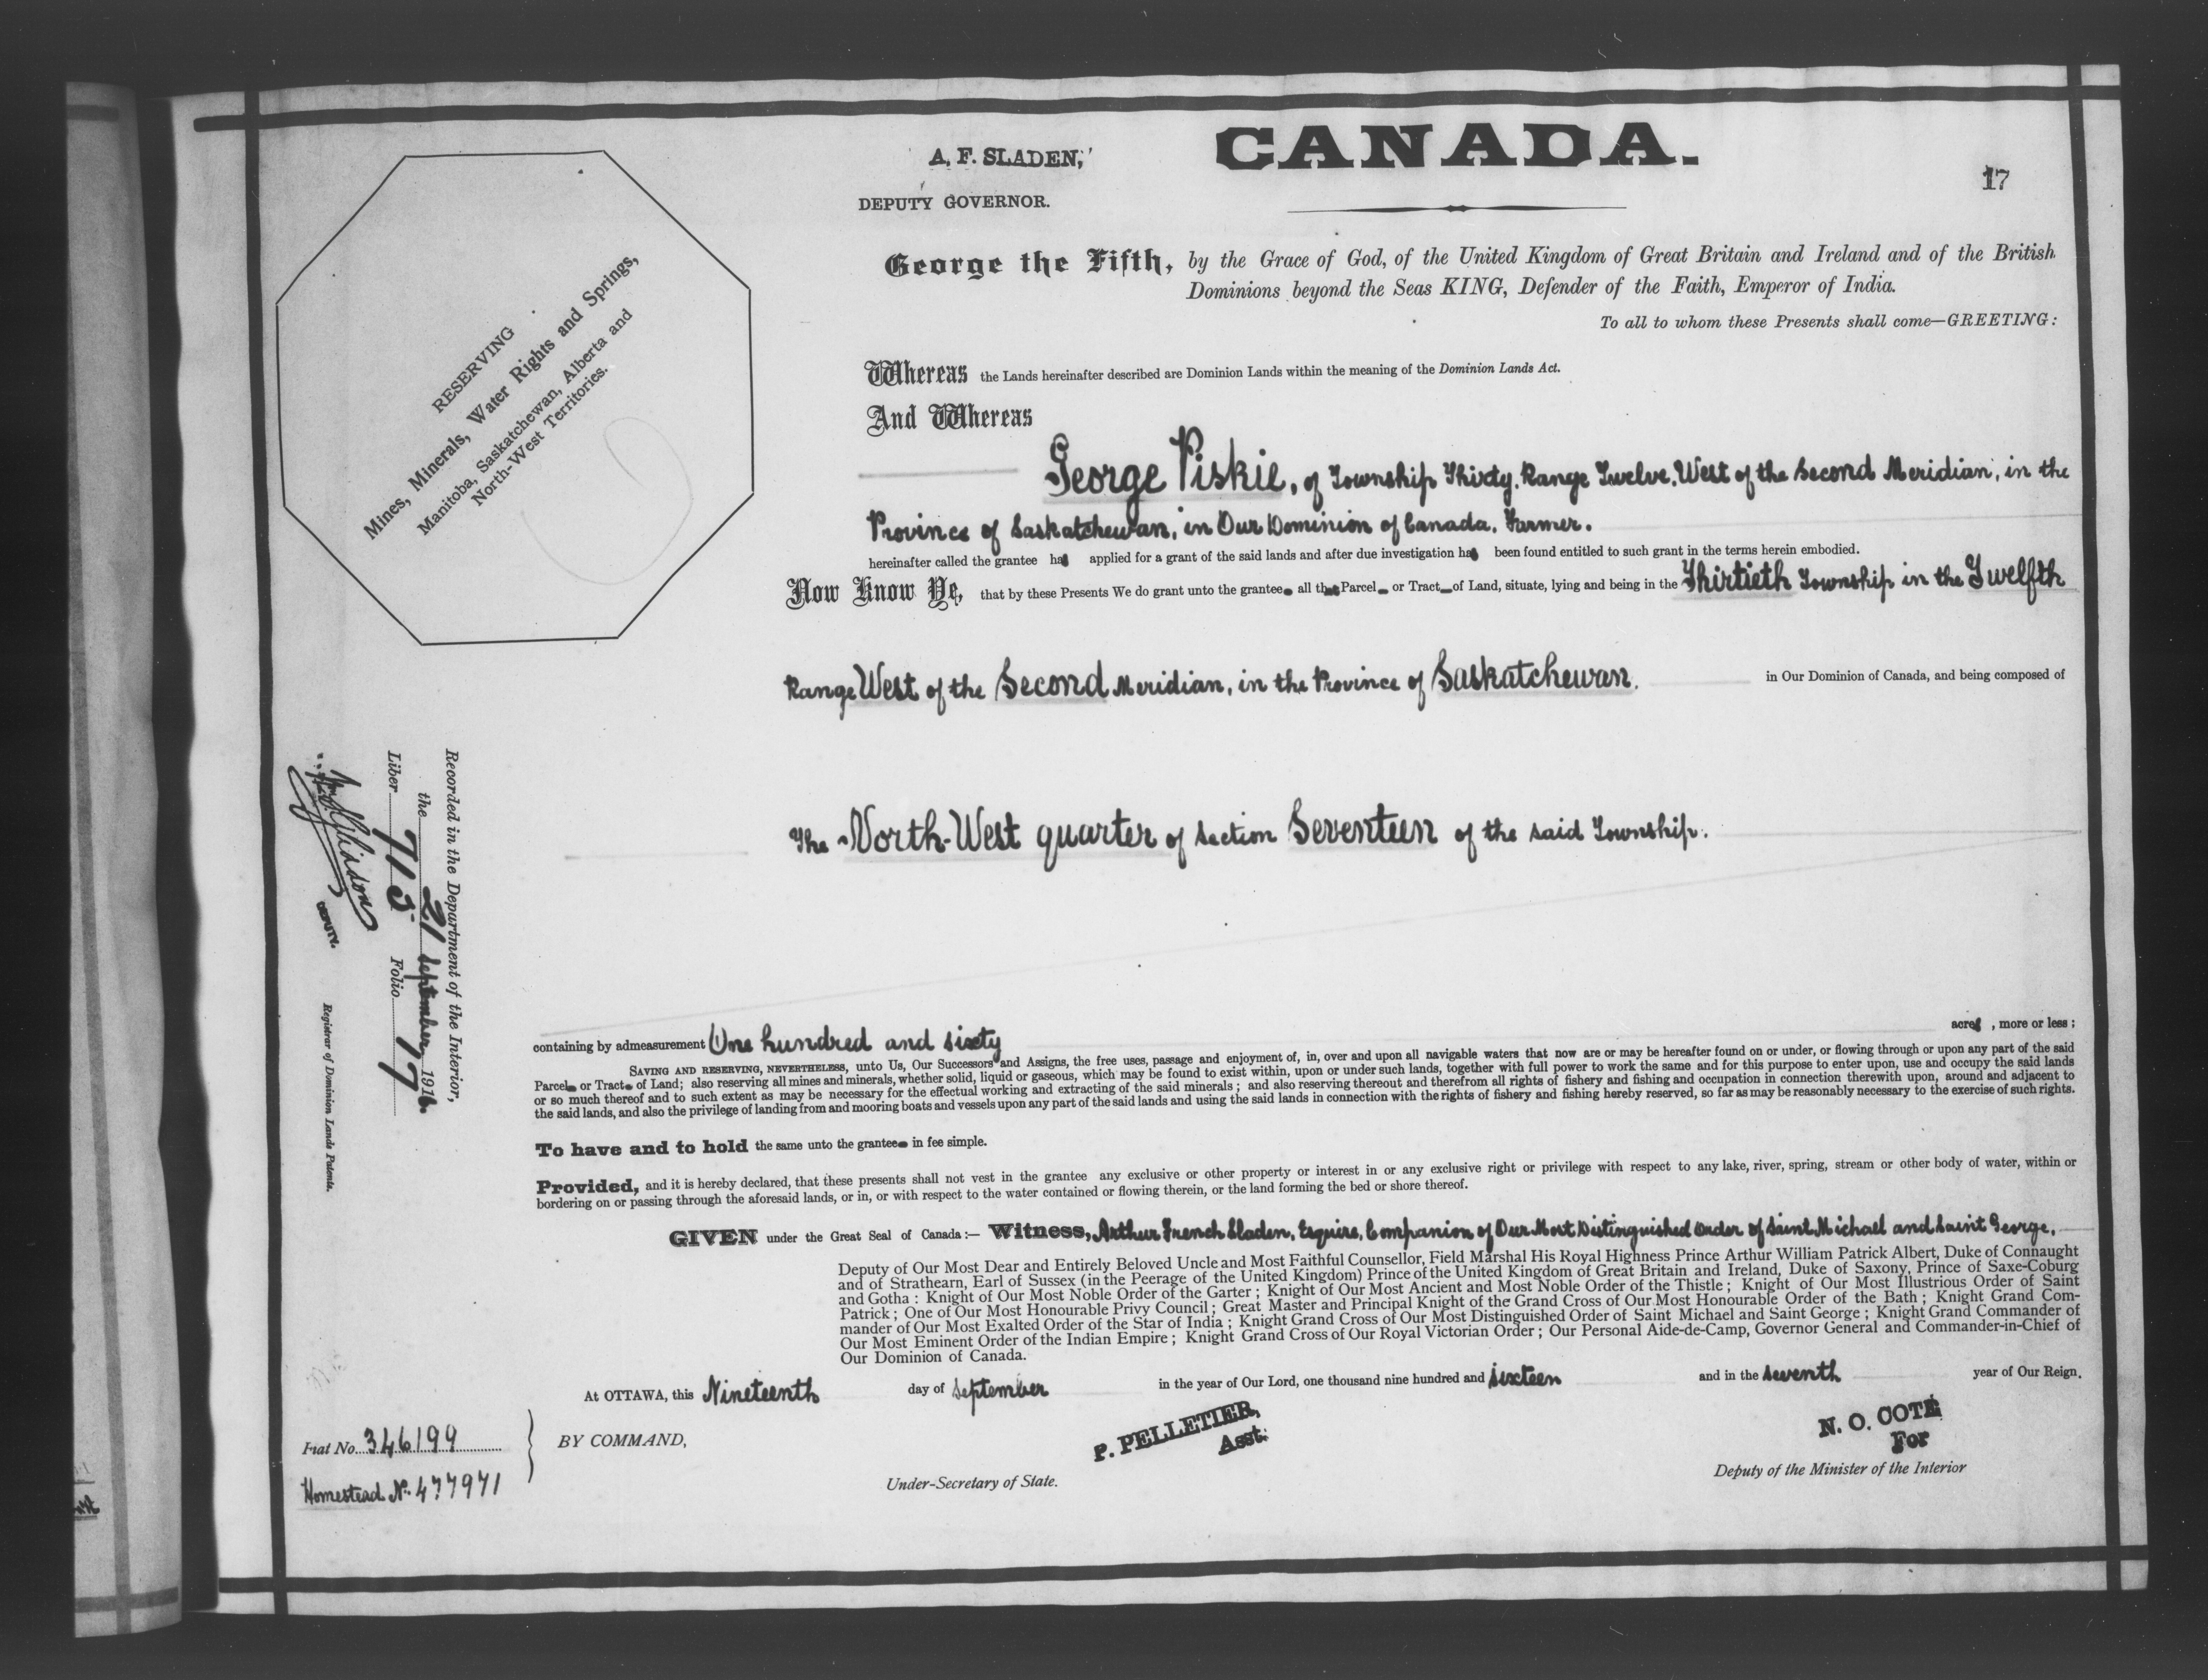 CANADA.
A. F. SLADEN,
DEPUTY GOVERNOR.
17
George the Fifth, by the Grace of God, of the United Kingdom of Great Britain and Ireland and of the British
Dominions beyond the Seas KING, Defender of the Faith, Emperor of India.
To all to whom these Presents shall come—GREETING:
RESERVING
Mines, Minerals, Water Rights and Springs,
Manitoba, Saskatchewan, Alberta and
North-West Territories.
Whereas the Lands hereinafter described are Dominion Lands within the meaning of the Dominion Lands Act.
And Whereas
George Piskie, of Township Thirty, Range Twelve, West of the Second Meridian, in the
Province of Saskatchewan, in Our Dominion of Canada, Farmer.
hereinafter called the grantee has applied for a grant of the said lands and after due investigation has been found entitled to such grant in the terms herein embodied.
Now Know Ye, that by these Presents We do grant unto the grantee all that Parcel or Tract of Land, situate, lying and being in the Thirtieth Township in the Twelfth
Range West of the Second Meridian, in the Province of Saskatchewan, in Our Dominion of Canada, and being composed of
The North-West quarter of Section Seventeen of the said Township.
containing by admeasurement One hundred and sixty acres, more or less;
SAVING AND RESERVING, NEVERTHELESS, unto Us, Our Successors and Assigns, the free uses, passage and enjoyment of, in, over and upon all navigable waters that now are or may be hereafter found on or under, or flowing through or upon any part of the said
Parcel or Tract of Land; also reserving all mines and minerals, whether solid, liquid or gaseous, which may be found to exist within, upon or under such lands, together with full power to work the same and for this purpose to enter upon, use and occupy the said lands
or so much thereof and to such extent as may be necessary for the effectual working and extracting of the said minerals; and also reserving thereout and therefrom all rights of fishery and fishing and occupation in connection therewith upon, around and adjacent to
the said lands, and also the privilege of landing from and mooring boats and vessels upon any part of the said lands and using the said lands in connection with the rights of fishery and fishing hereby reserved, so far as may be reasonably necessary to the exercise of such rights.
To have and to hold the same unto the grantee in fee simple.
Provided, and it is hereby declared, that these presents shall not vest in the grantee any exclusive or other property or interest in or any exclusive right or privilege with respect to any lake, river, spring, stream or other body of water, within or
bordering on or passing through the aforesaid lands, or in, or with respect to the water contained or flowing therein, or the land forming the bed or shore thereof.
GIVEN under the Great Seal of Canada:— Witness, Arthur French Sladen, Esquire, Companion of Our Most Distinguished Order of Saint Michael and Saint George,
Deputy of Our Most Dear and Entirely Beloved Uncle and Most Faithful Counsellor, Field Marshal His Royal Highness Prince Arthur William Patrick Albert, Duke of Connaught
and of Strathearn, Earl of Sussex (in the Peerage of the United Kingdom) Prince of the United Kingdom of Great Britain and Ireland, Duke of Saxony, Prince of Saxe-Coburg
and Gotha: Knight of Our Most Noble Order of the Garter; Knight of Our Most Ancient and Most Noble Order of the Thistle; Knight of Our Most Illustrious Order of Saint
Patrick; One of Our Most Honourable Privy Council; Great Master and Principal Knight of the Grand Cross of Our Most Honourable Order of the Bath; Knight Grand Com-
mander of Our Most Exalted Order of the Star of India; Knight Grand Cross of Our Most Distinguished Order of Saint Michael and Saint George; Knight Grand Commander of
Our Most Eminent Order of the Indian Empire; Knight Grand Cross of Our Royal Victorian Order; Our Personal Aide-de-Camp, Governor General and Commander-in-Chief of
Our Dominion of Canada.
At OTTAWA, this Nineteenth day of September in the year of Our Lord, one thousand nine hundred and sixteen and in the seventh year of Our Reign.
BY COMMAND,
P. PELLETIER,
Asst.
Under-Secretary of State.
N. O. COTÉ
For
Deputy of the Minister of the Interior
Fiat No. 346199
Homestead No. 477971
Recorded in the Department of the Interior,
the 21 September 1916.
Liber 715 Folio 17
DEPUTY.
Registrar of Dominion Lands Patents.